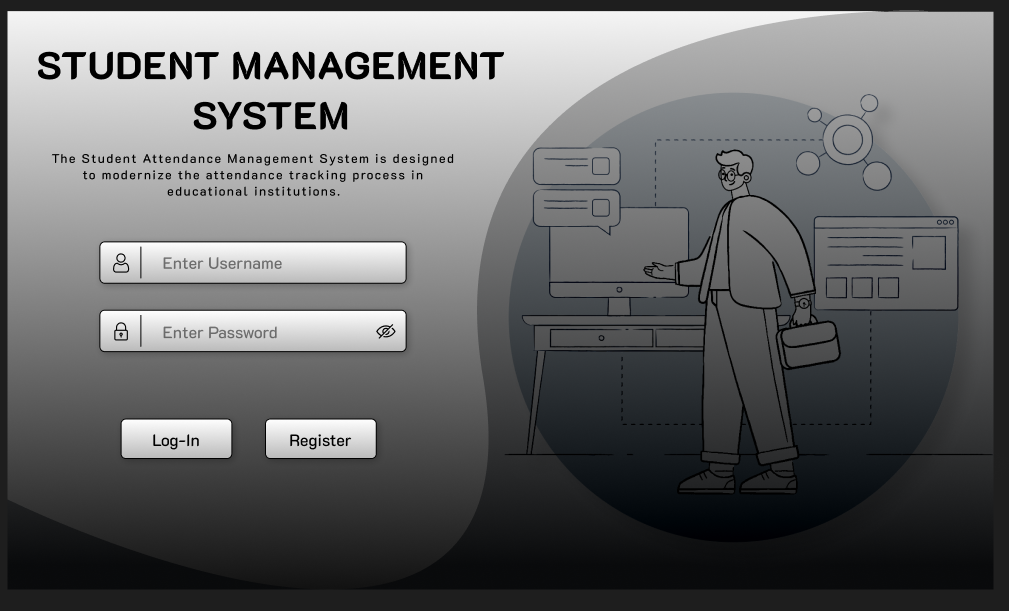 STUDENT MANAGEMENT
SYSTEM
The Student Attendance Management System is designed
to modernize the attendance tracking process in
educational institutions.
Enter Username
Enter Password
Log-In
Register